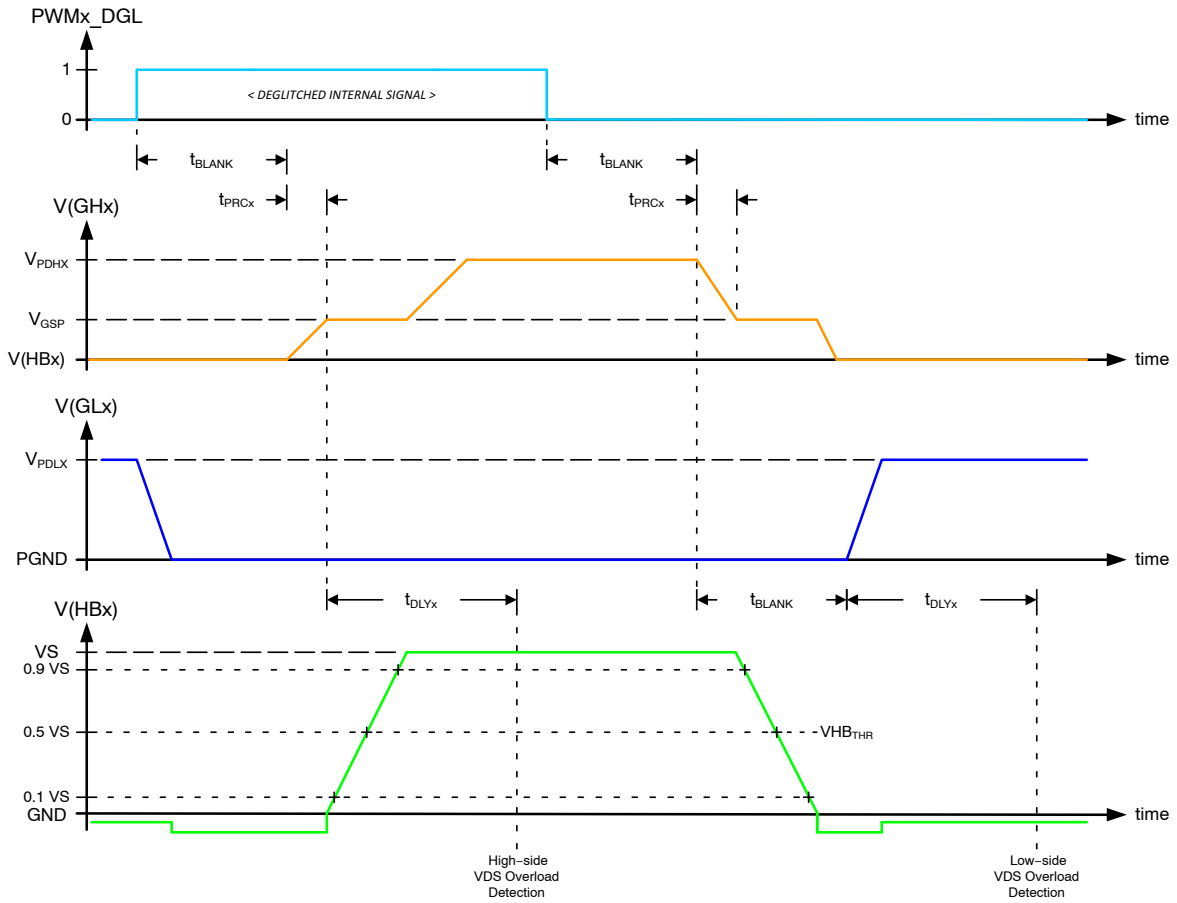 PWMx_DGL
1
< DEGLITCHED INTERNAL SIGNAL >
0
time
tBLANK
tBLANK
tPRCx
tPRCx
V(GHx)
VPDHX
VGSP
V(HBx)
time
V(GLx)
VPDLX
PGND
time
tDLYx
tBLANK
tDLYx
V(HBx)
VS
0.9 VS
0.5 VS
VHBTHR
0.1 VS
GND
time
High–side
VDS Overload
Detection
Low–side
VDS Overload
Detection